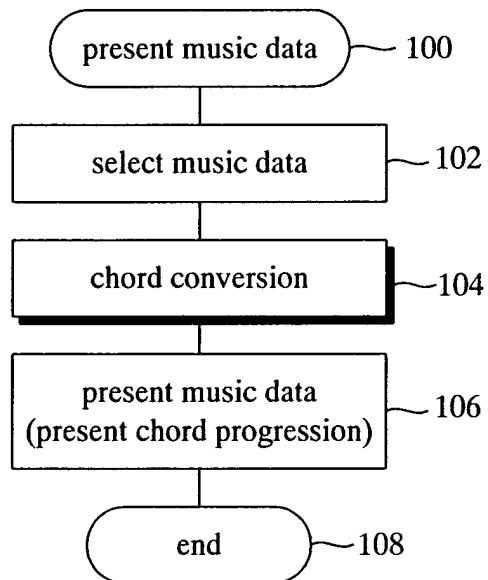 present music data 100
select music data 102
chord conversion 104
present music data
(present chord progression) 106
end 108